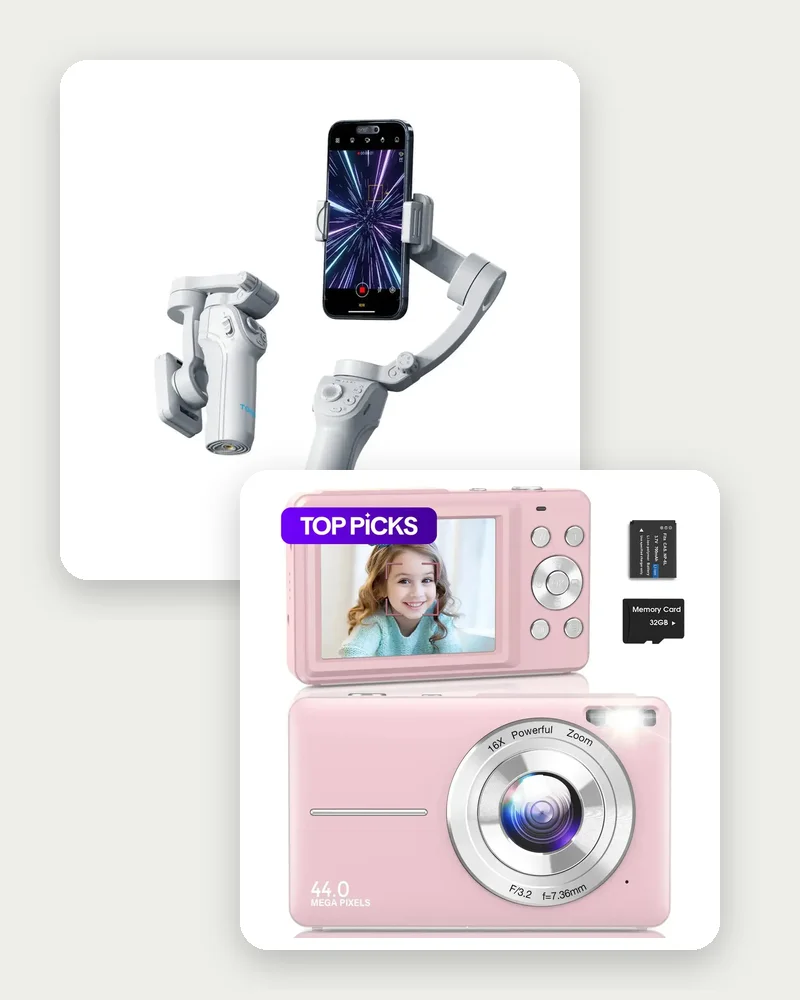 TOP PiCKS
Memory Card
32GB
16X Powerful Zoom
44.0
MEGA PIXELS
F/3.2 f=7.36mm